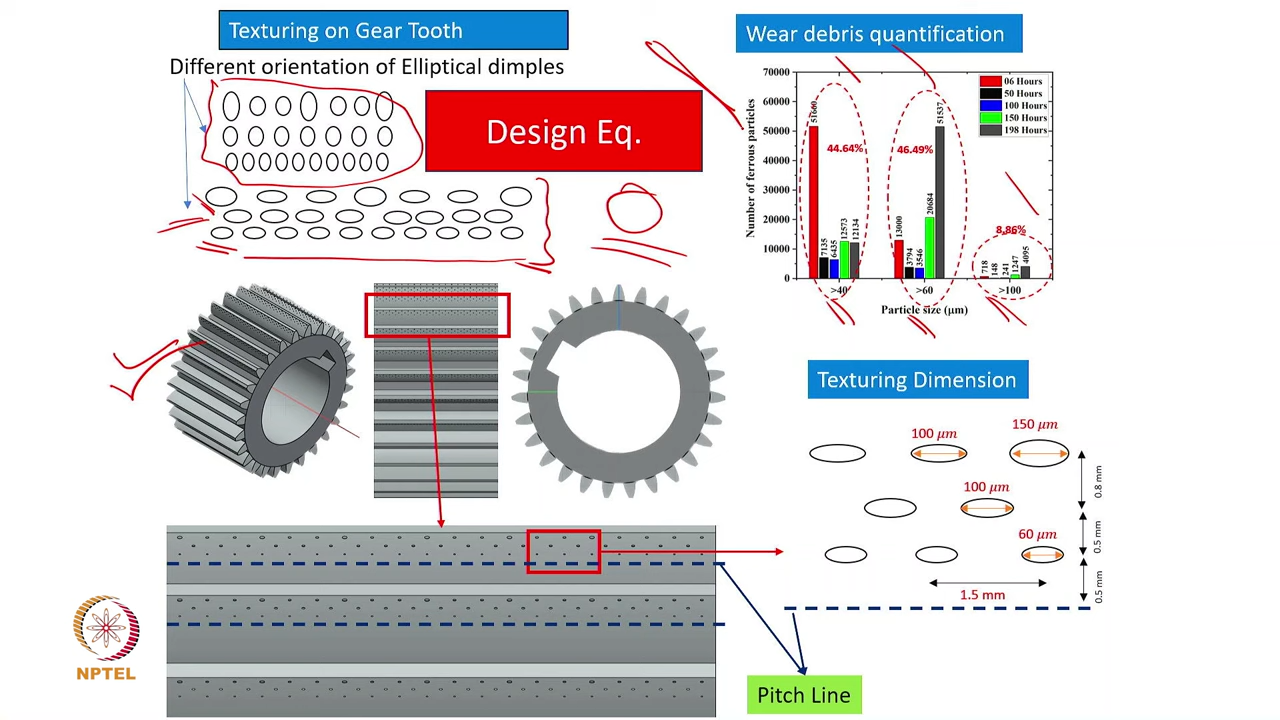 Texturing on Gear Tooth
Different orientation of Elliptical dimples
Design Eq.
Wear debris quantification
Number of ferrous particles
70000
60000
50000
40000
30000
20000
10000
0
06 Hours
50 Hours
100 Hours
150 Hours
198 Hours
51660
7135
6435
12573
12134
44.64%
13000
3794
3546
20684
51537
46.49%
718
148
241
1247
4095
8.86%
>40
>60
>100
Particle size (μm)
Texturing Dimension
100 μm
150 μm
100 μm
60 μm
0.8 mm
0.5 mm
0.5 mm
1.5 mm
Pitch Line
NPTEL